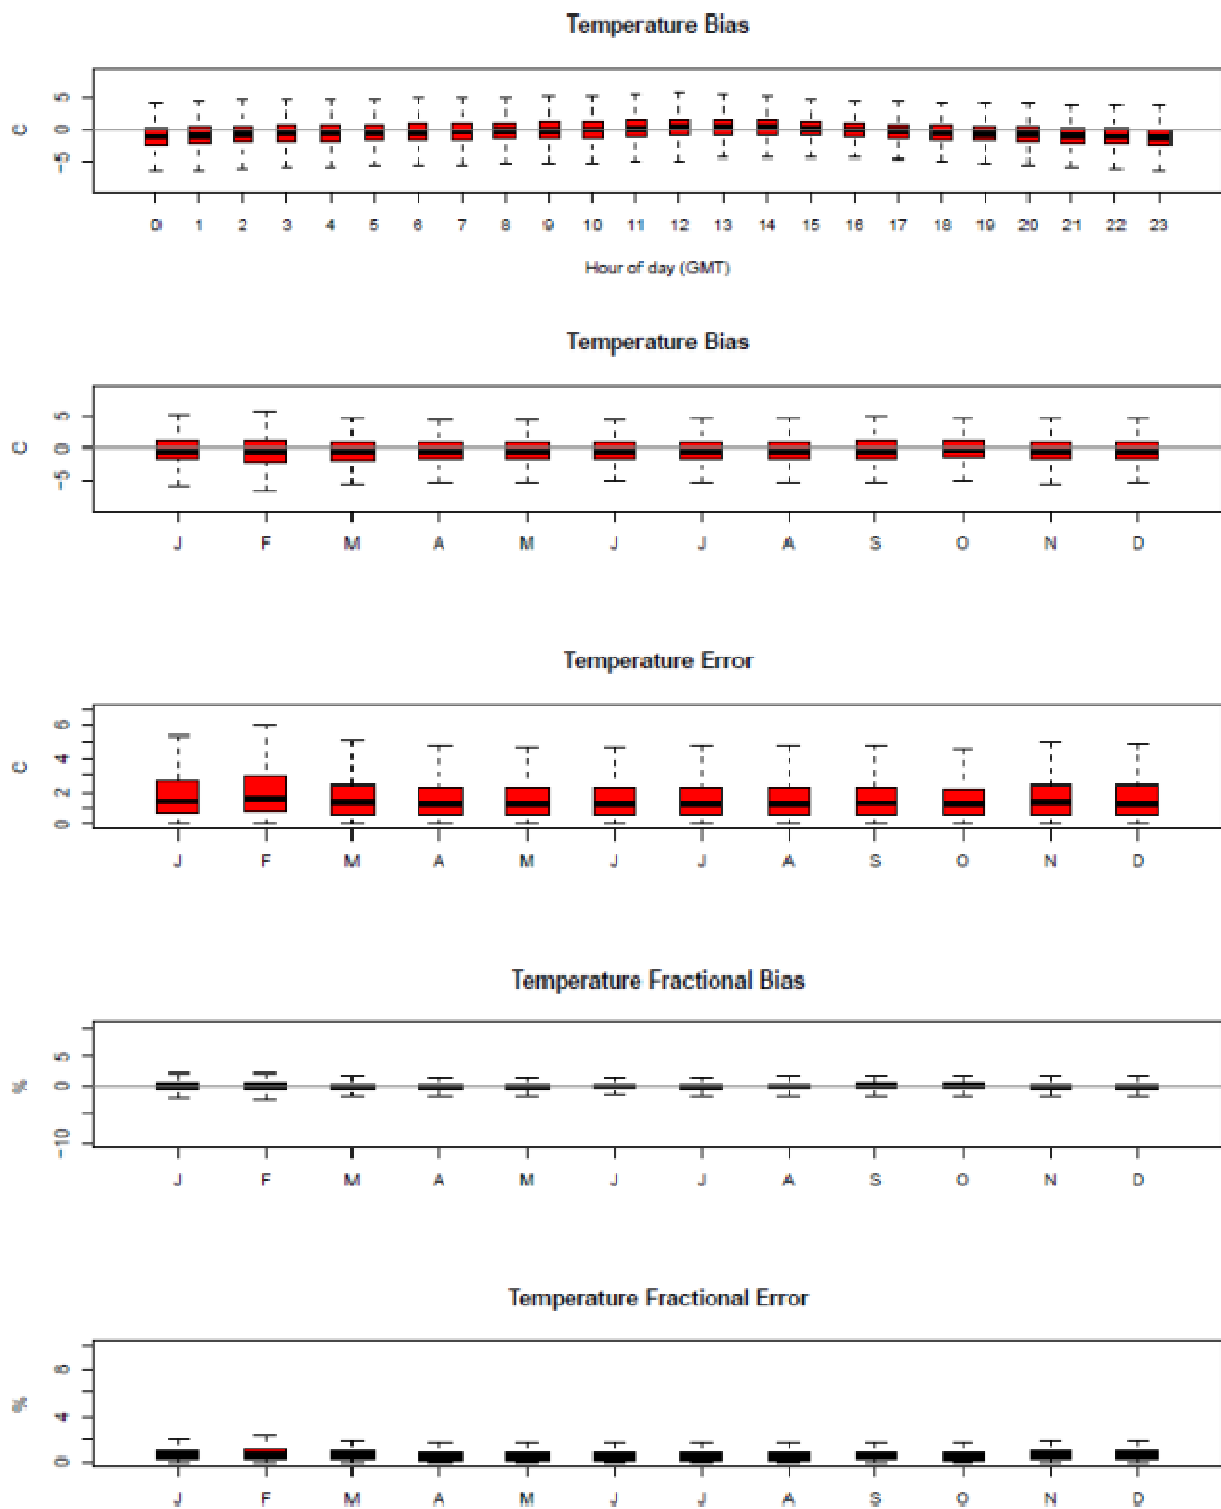 Temperature Bias
C
5
0
-5
0 1 2 3 4 5 6 7 8 9 10 11 12 13 14 15 16 17 18 19 20 21 22 23
Hour of day (GMT)
Temperature Bias
C
5
0
-5
J F M A M J J A S O N D
Temperature Error
C
6
4
2
0
J F M A M J J A S O N D
Temperature Fractional Bias
%
5
0
-10
J F M A M J J A S O N D
Temperature Fractional Error
%
4
0
J F M A M J J A S O N D